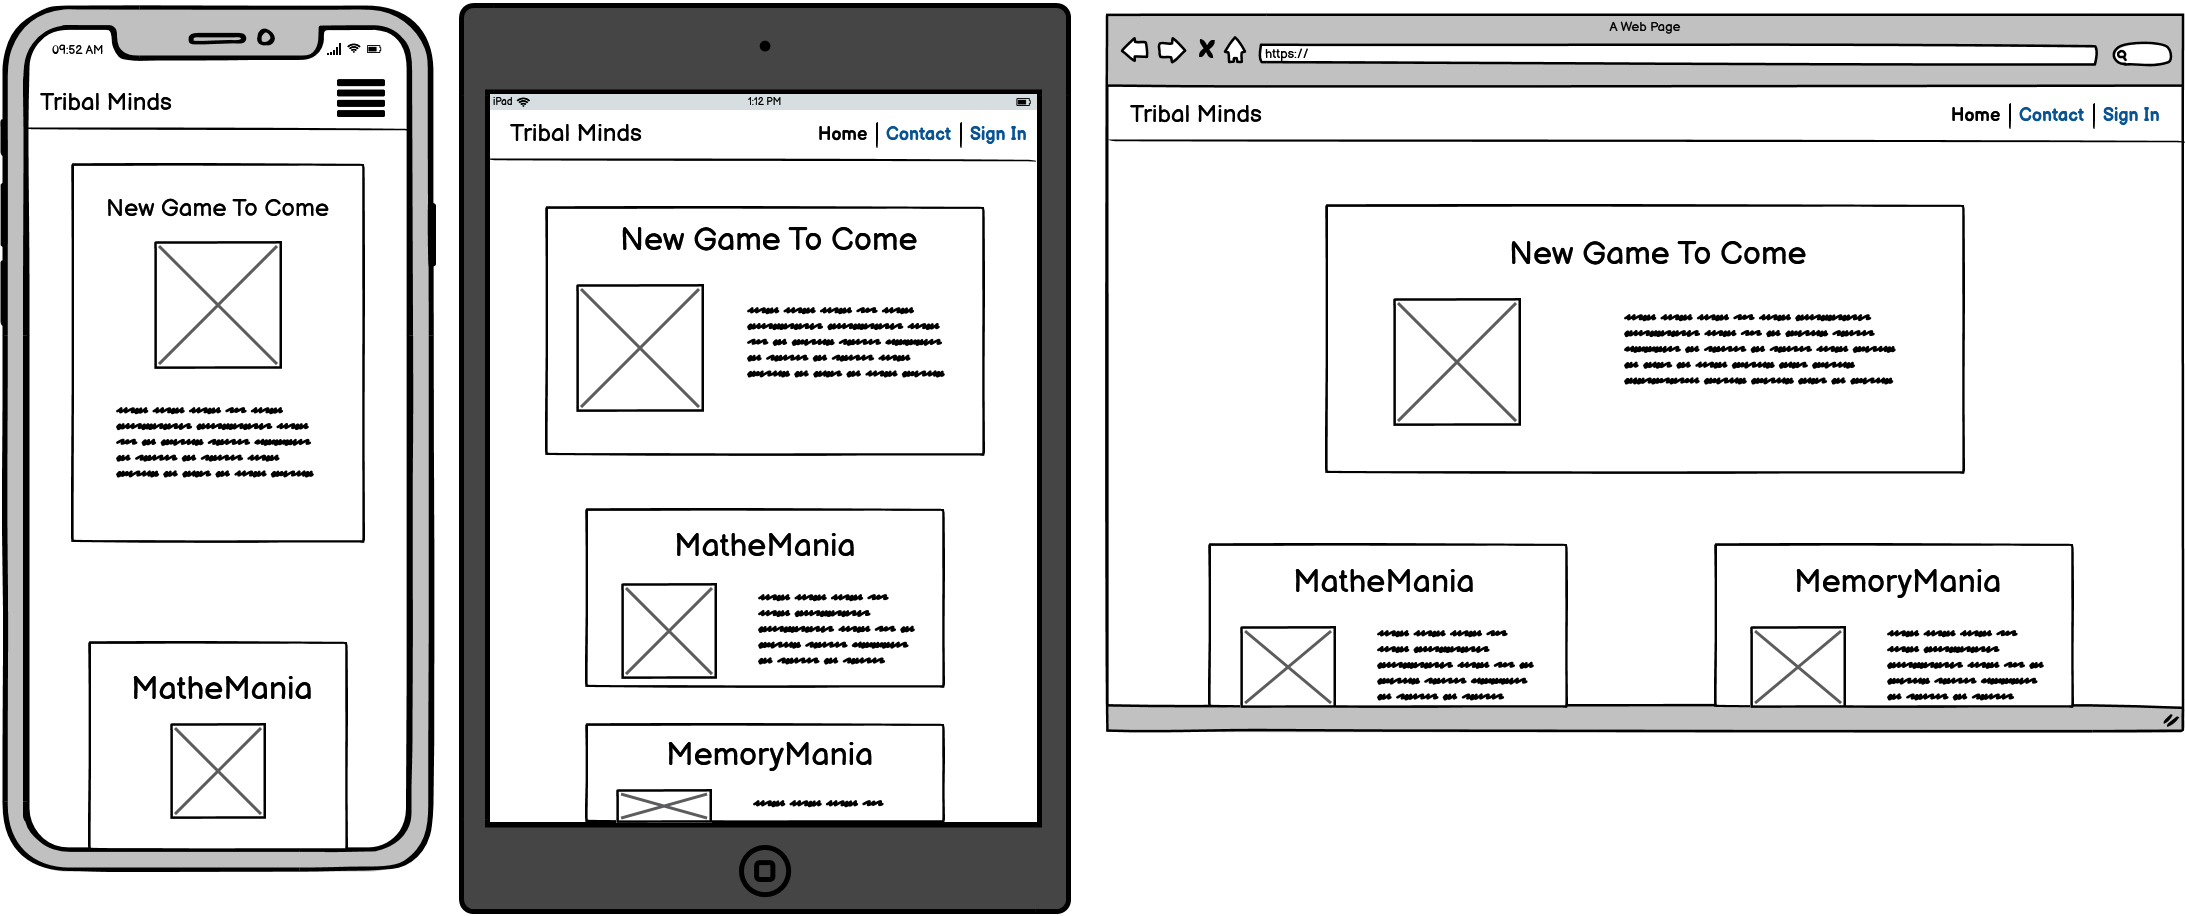 09:52 AM
Tribal Minds
New Game To Come
MatheMania
iPad
1:12 PM
Tribal Minds
Home
Contact
Sign In
New Game To Come
MatheMania
MemoryMania
A Web Page
https://
Tribal Minds
Home
Contact
Sign In
New Game To Come
MatheMania
MemoryMania